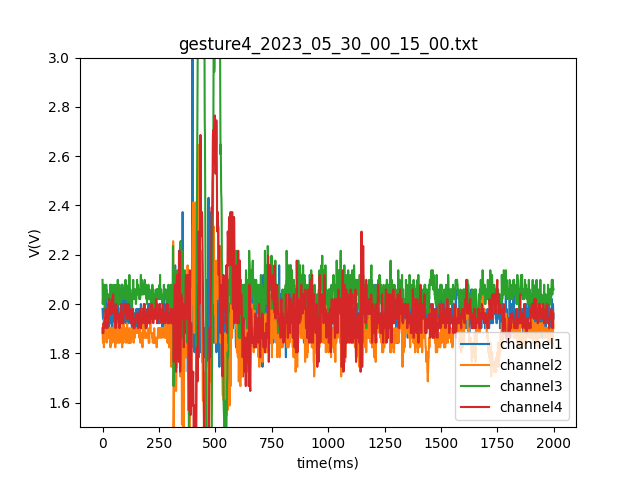 gesture4_2023_05_30_00_15_00.txt
3.0
2.8
2.6
2.4
2.2
2.0
1.8
1.6
V(V)
channel1
channel2
channel3
channel4
0 250 500 750 1000 1250 1500 1750 2000
time(ms)